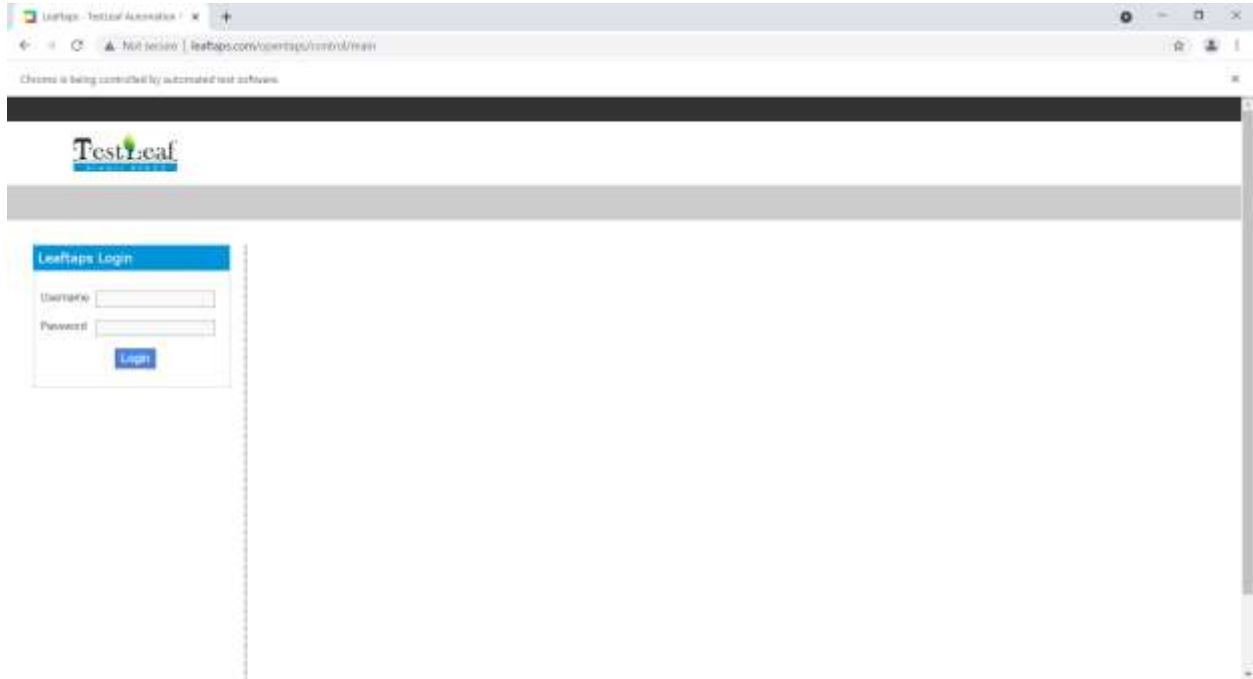 Leaftaps - TestLeaf Automation
Not secure | leaftaps.com/opentaps/control/main
Chrome is being controlled by automated test software.
TestLeaf
Leaftaps Login
Username
Password
Login